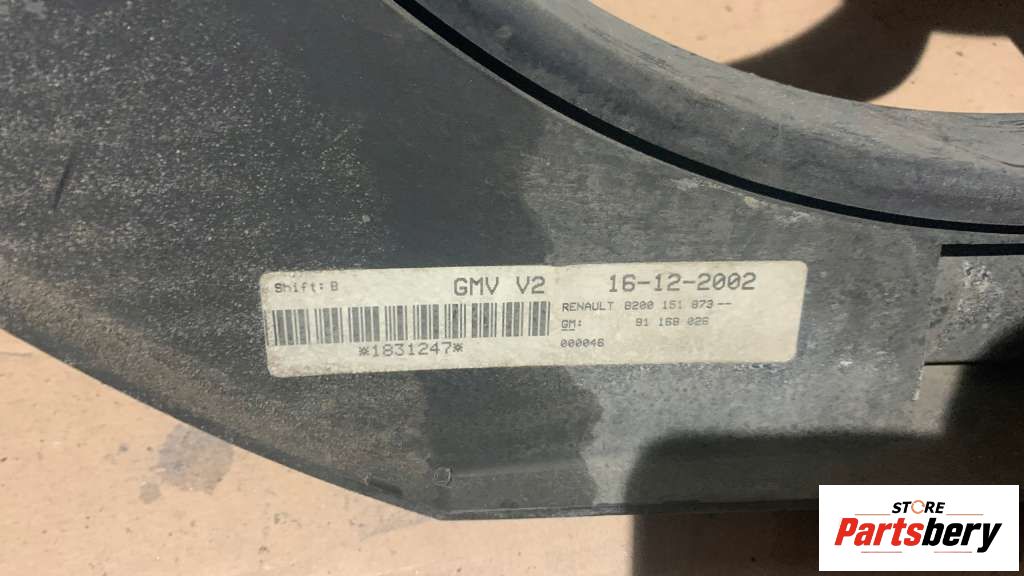 Shift: B
GMV V2
16-12-2002
RENAULT 8200 151 873--
GM: 91 168 026
*1831247*
000046
STORE
Partsbery